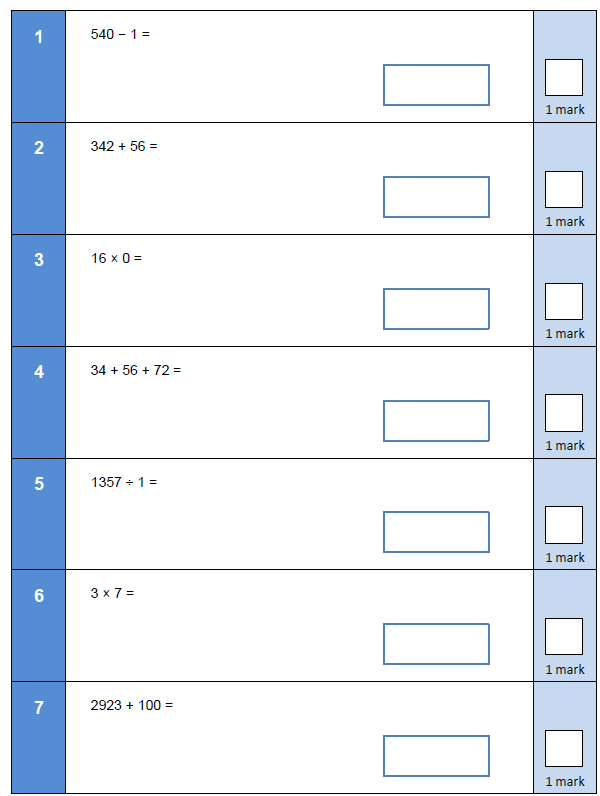 1
540 − 1 =
1 mark
2
342 + 56 =
1 mark
3
16 × 0 =
1 mark
4
34 + 56 + 72 =
1 mark
5
1357 ÷ 1 =
1 mark
6
3 × 7 =
1 mark
7
2923 + 100 =
1 mark